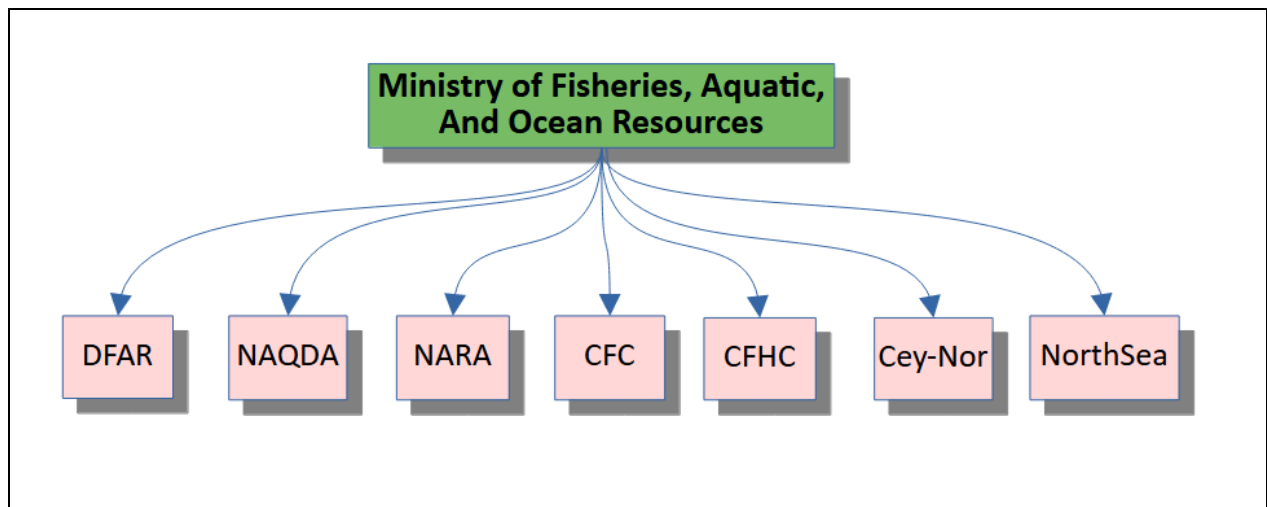 Ministry of Fisheries, Aquatic,
And Ocean Resources
DFAR
NAQDA
NARA
CFC
CFHC
Cey-Nor
NorthSea